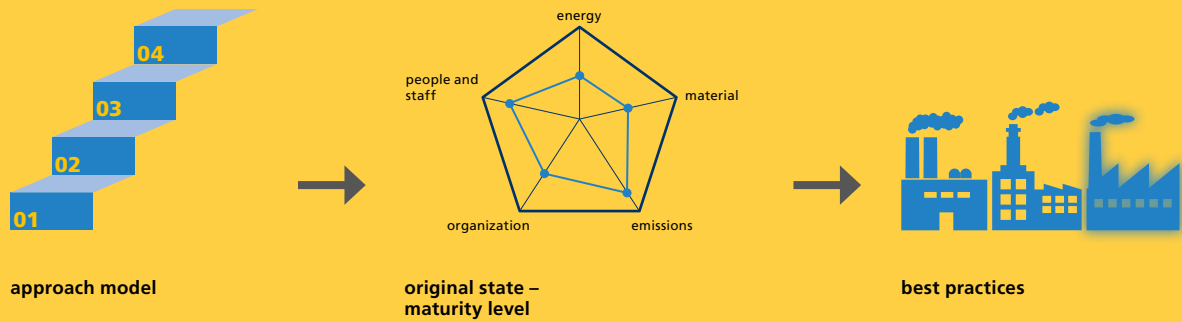 04
03
02
01
energy
people and
staff
material
organization
emissions
approach model
original state –
maturity level
best practices